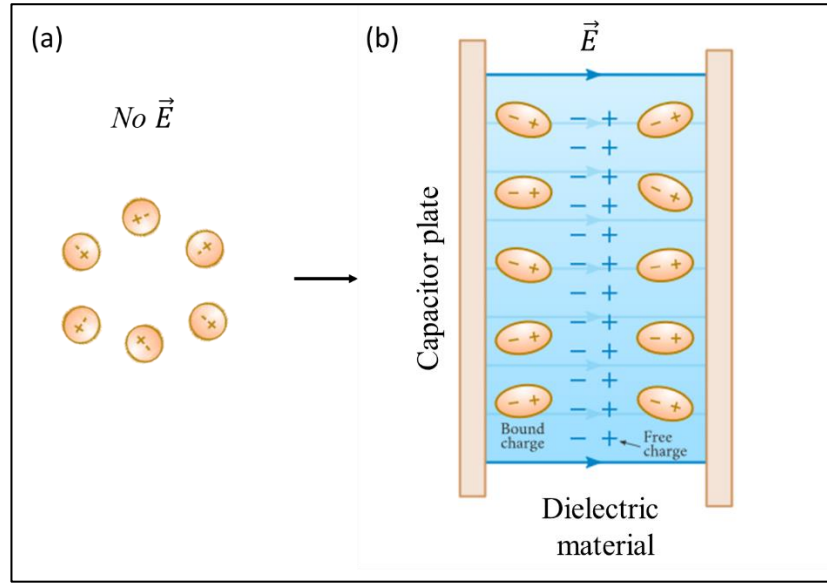 (a)
No E⃗
(b)
E⃗
Capacitor plate
Bound
charge
Free
charge
Dielectric
material